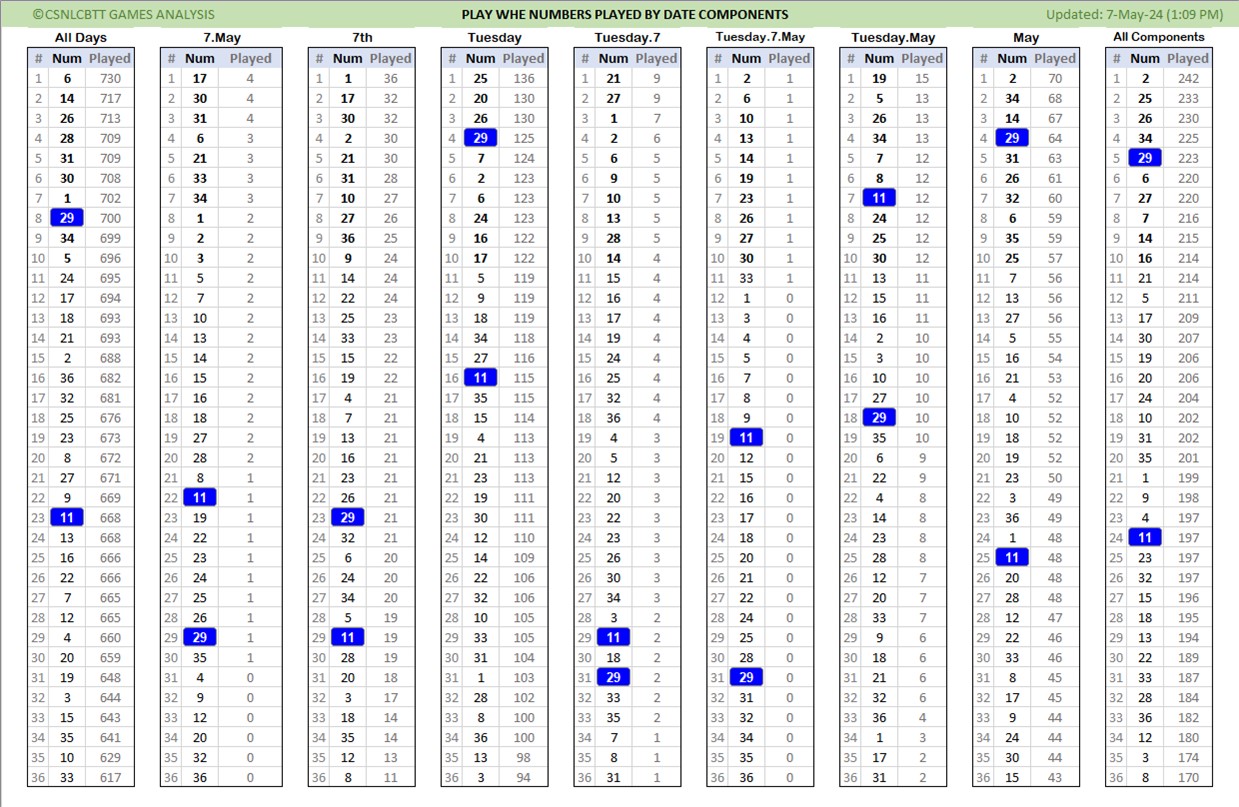 ©CSNLCBTT GAMES ANALYSIS PLAY WHE NUMBERS PLAYED BY DATE COMPONENTS Updated: 7-May-24 (1:09 PM)
All Days 7.May 7th Tuesday Tuesday.7 Tuesday.7.May Tuesday.May May All Components
# Num Played # Num Played # Num Played # Num Played # Num Played # Num Played # Num Played # Num Played # Num Played
1 6 730 1 17 4 1 1 36 1 25 136 1 21 9 1 2 1 1 19 15 1 2 70 1 2 242
2 14 717 2 30 4 2 17 32 2 20 130 2 27 9 2 6 1 2 5 13 2 34 68 2 25 233
3 26 713 3 31 4 3 30 32 3 26 130 3 1 7 3 10 1 3 26 13 3 14 67 3 26 230
4 28 709 4 6 3 4 2 30 4 29 125 4 2 6 4 13 1 4 34 13 4 29 64 4 34 225
5 31 709 5 21 3 5 21 30 5 7 124 5 6 5 5 14 1 5 7 12 5 31 63 5 29 223
6 30 708 6 33 3 6 31 28 6 2 123 6 9 5 6 19 1 6 8 12 6 26 61 6 6 220
7 1 702 7 34 3 7 10 27 7 6 123 7 10 5 7 23 1 7 11 12 7 32 60 7 27 220
8 29 700 8 1 2 8 27 26 8 24 123 8 13 5 8 26 1 8 24 12 8 6 59 8 7 216
9 34 699 9 2 2 9 36 25 9 16 122 9 28 5 9 27 1 9 25 12 9 35 59 9 14 215
10 5 696 10 3 2 10 9 24 10 17 122 10 14 4 10 30 1 10 30 12 10 25 57 10 16 214
11 24 695 11 5 2 11 14 24 11 5 119 11 15 4 11 33 1 11 13 11 11 7 56 11 21 214
12 17 694 12 7 2 12 22 24 12 9 119 12 16 4 12 1 0 12 15 11 12 13 56 12 5 211
13 18 693 13 10 2 13 25 23 13 18 119 13 17 4 13 3 0 13 16 11 13 27 56 13 17 209
14 21 693 14 13 2 14 33 23 14 34 118 14 19 4 14 4 0 14 2 10 14 5 55 14 30 207
15 2 688 15 14 2 15 15 22 15 27 116 15 24 4 15 5 0 15 3 10 15 16 54 15 19 206
16 36 682 16 15 2 16 19 22 16 11 115 16 25 4 16 7 0 16 10 10 16 21 53 16 20 206
17 32 681 17 16 2 17 4 21 17 35 115 17 32 4 17 8 0 17 27 10 17 4 52 17 24 204
18 25 676 18 18 2 18 7 21 18 15 114 18 36 4 18 9 0 18 29 10 18 10 52 18 10 202
19 23 673 19 27 2 19 13 21 19 4 113 19 4 3 19 11 0 19 35 10 19 18 52 19 31 202
20 8 672 20 28 2 20 16 21 20 21 113 20 5 3 20 12 0 20 6 9 20 19 52 20 35 201
21 27 671 21 8 1 21 23 21 21 23 113 21 12 3 21 15 0 21 22 9 21 23 50 21 1 199
22 9 669 22 11 1 22 26 21 22 19 111 22 20 3 22 16 0 22 4 8 22 3 49 22 9 198
23 11 668 23 19 1 23 29 21 23 30 111 23 22 3 23 17 0 23 14 8 23 36 49 23 4 197
24 13 668 24 22 1 24 32 21 24 12 110 24 23 3 24 18 0 24 23 8 24 1 48 24 11 197
25 16 666 25 23 1 25 6 20 25 14 109 25 26 3 25 20 0 25 28 8 25 11 48 25 23 197
26 22 666 26 24 1 26 24 20 26 22 106 26 30 3 26 21 0 26 12 7 26 20 48 26 32 197
27 7 665 27 25 1 27 34 20 27 32 106 27 34 3 27 22 0 27 20 7 27 28 48 27 15 196
28 12 665 28 26 1 28 5 19 28 10 105 28 3 2 28 24 0 28 33 7 28 12 47 28 18 195
29 4 660 29 29 1 29 11 19 29 33 105 29 11 2 29 25 0 29 9 6 29 22 46 29 13 194
30 20 659 30 35 1 30 28 19 30 31 104 30 18 2 30 28 0 30 18 6 30 33 46 30 22 189
31 19 648 31 4 0 31 20 18 31 1 103 31 29 2 31 29 0 31 21 6 31 8 45 31 33 187
32 3 644 32 9 0 32 3 17 32 28 102 32 33 2 32 31 0 32 32 6 32 17 45 32 28 184
33 15 643 33 12 0 33 18 14 33 8 100 33 35 2 33 32 0 33 36 4 33 9 44 33 36 182
34 35 641 34 20 0 34 35 14 34 36 100 34 7 1 34 34 0 34 1 3 34 24 44 34 12 180
35 10 629 35 32 0 35 12 13 35 13 98 35 8 1 35 35 0 35 17 2 35 30 44 35 3 174
36 33 617 36 36 0 36 8 11 36 3 94 36 31 1 36 36 0 36 31 2 36 15 43 36 8 170